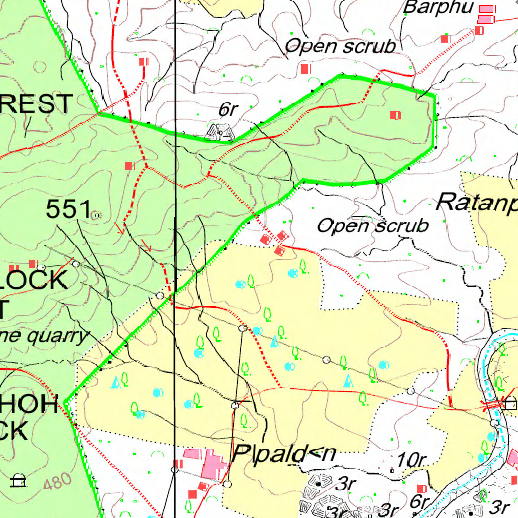 Barphu
Open scrub
REST
6r
551
Ratanp
Open scrub
LOCK
T
ne quarry
HOH
CK
Pipald<n
10r
480
3r
3r
6r
3r